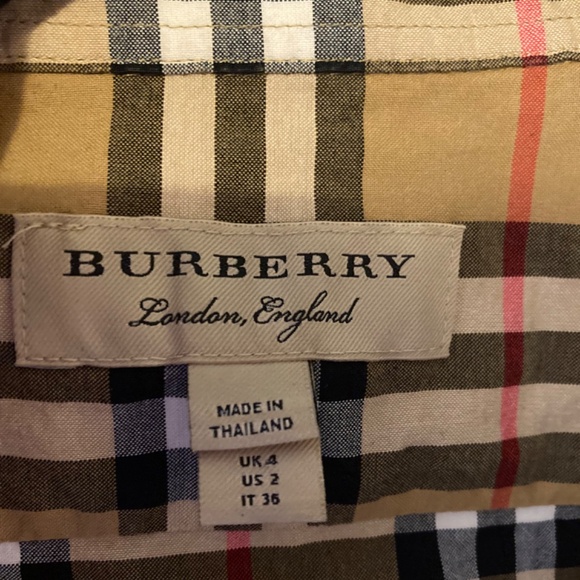 BURBERRY
London, England
MADE IN
THAILAND
UK 4
US 2
IT 36